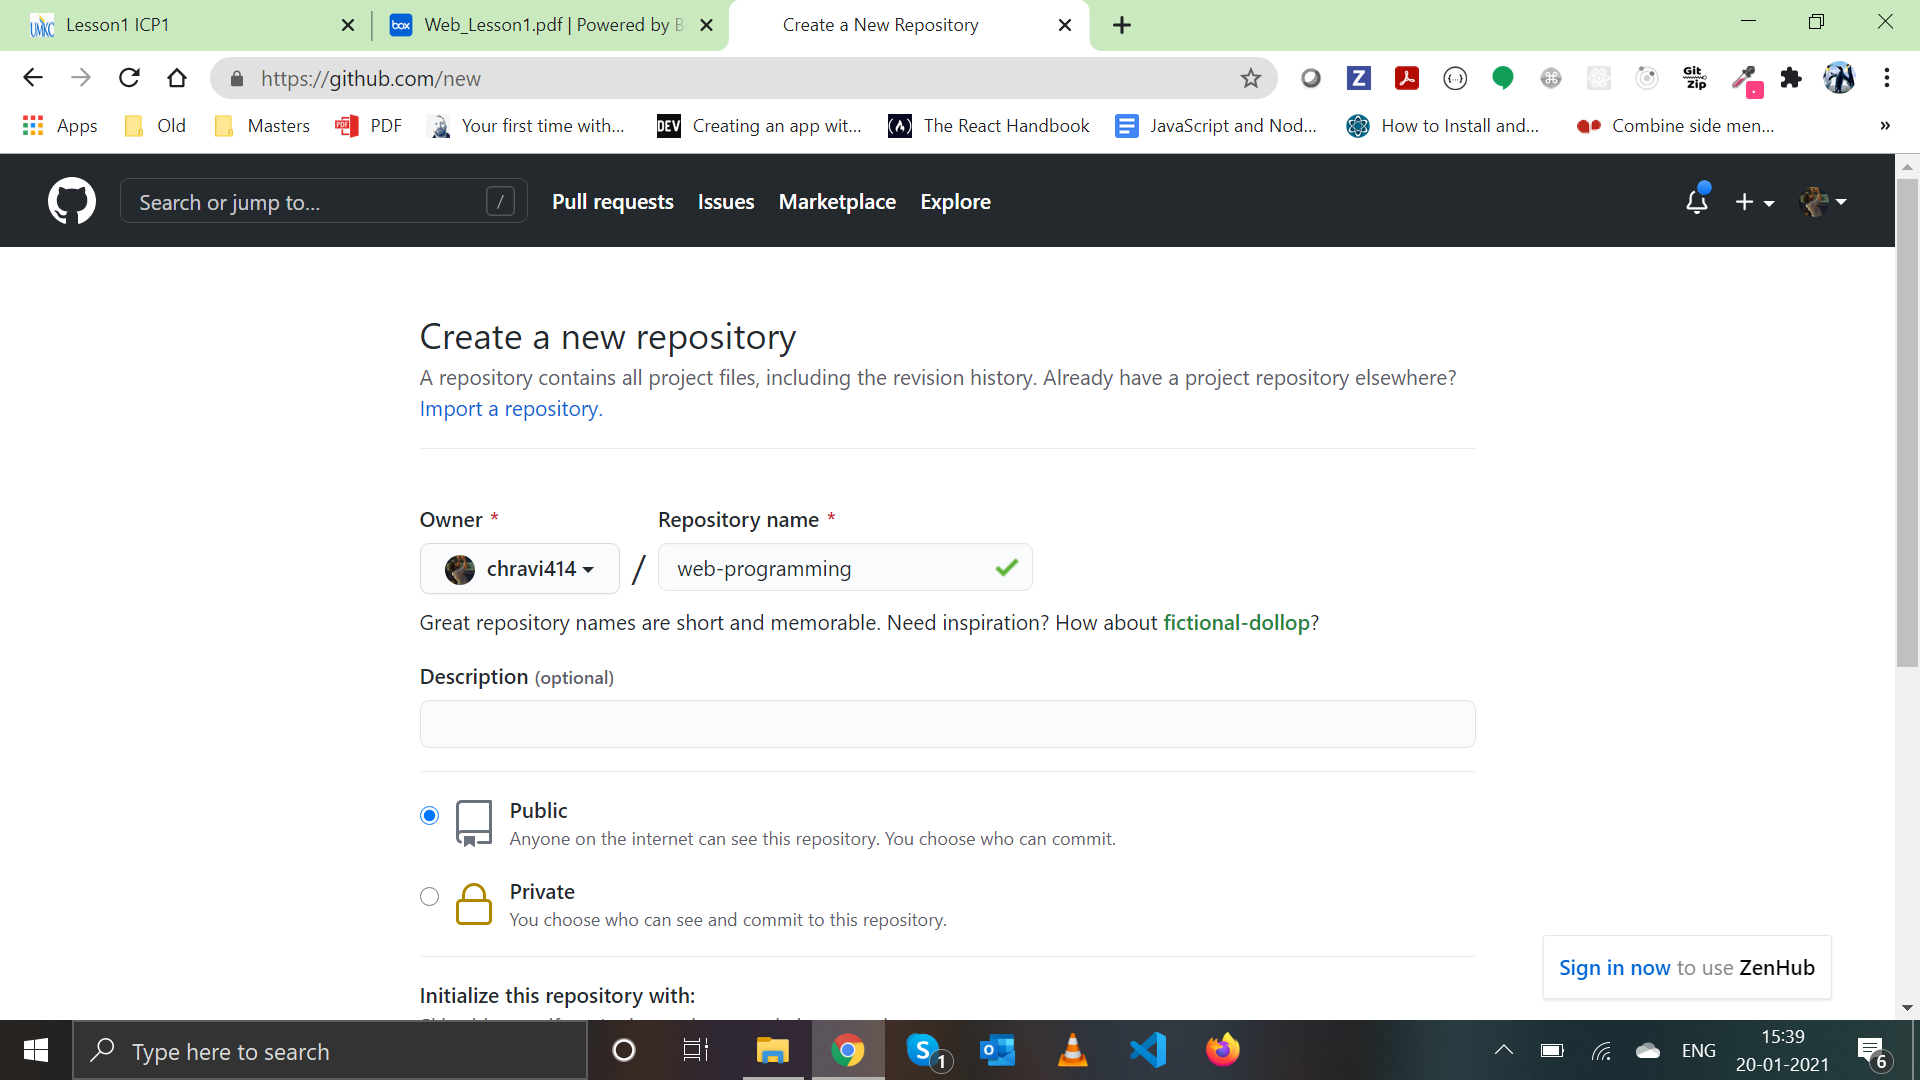 Lesson1 ICP1
Web_Lesson1.pdf | Powered by B
Create a New Repository
https://github.com/new
Git Zip
Apps
Old
Masters
PDF
Your first time with...
DEV
Creating an app wit...
The React Handbook
JavaScript and Nod...
How to Install and...
Combine side men...
»
Search or jump to...
/
Pull requests
Issues
Marketplace
Explore
Create a new repository
A repository contains all project files, including the revision history. Already have a project repository elsewhere?
Import a repository.
Owner *
Repository name *
chravi414
/
web-programming
Great repository names are short and memorable. Need inspiration? How about fictional-dollop?
Description (optional)
Public
Anyone on the internet can see this repository. You choose who can commit.
Private
You choose who can see and commit to this repository.
Sign in now to use ZenHub
Initialize this repository with:
Type here to search
1
ENG
15:39
20-01-2021
6